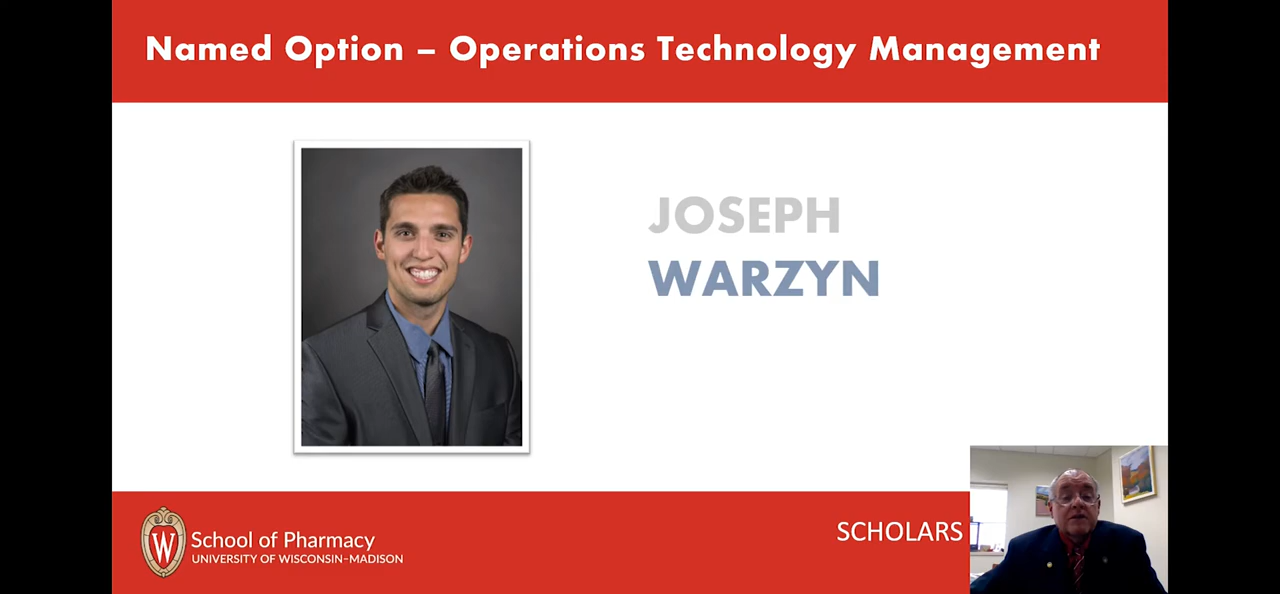 Named Option – Operations Technology Management
JOSEPH
WARZYN
W
School of Pharmacy
UNIVERSITY OF WISCONSIN–MADISON
SCHOLARS